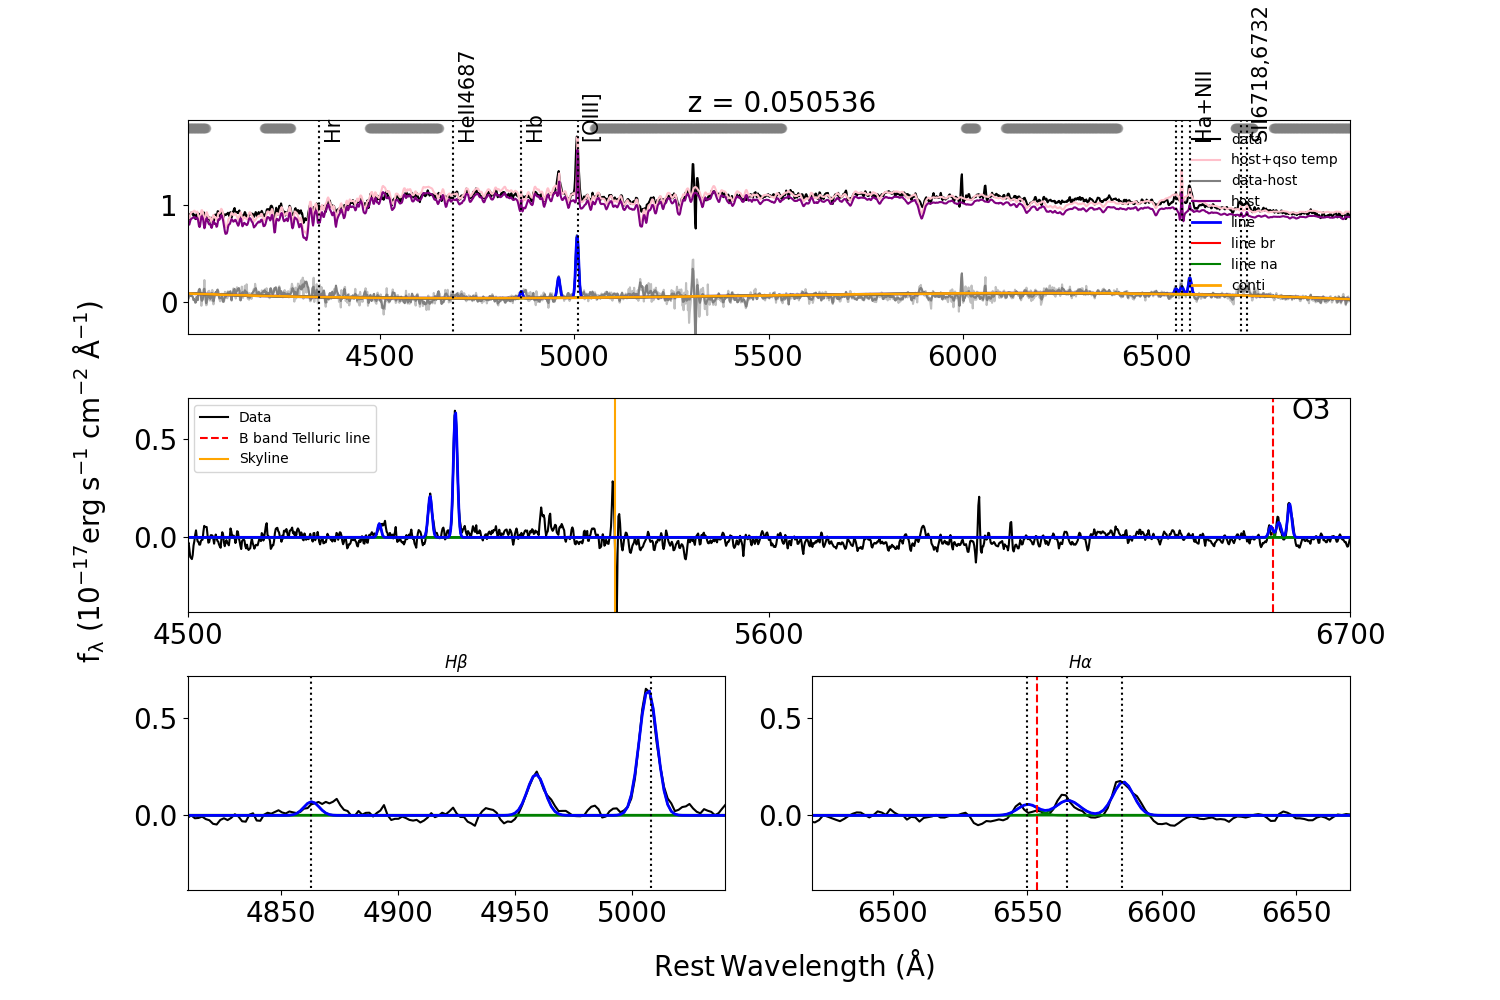 z = 0.050536
Hr
HeII4687
Hb
[OIII]
Ha+NII
SII6718,6732
data
host+qso temp
data-host
host
line
line br
line na
conti
1
0
4500 5000 5500 6000 6500
f_λ (10⁻¹⁷erg s⁻¹ cm⁻² Å⁻¹)
Data
B band Telluric line
Skyline
O3
0.5
0.0
4500 5600 6700
Hβ
0.5
0.0
4850 4900 4950 5000
Hα
0.5
0.0
6500 6550 6600 6650
Rest Wavelength (Å)